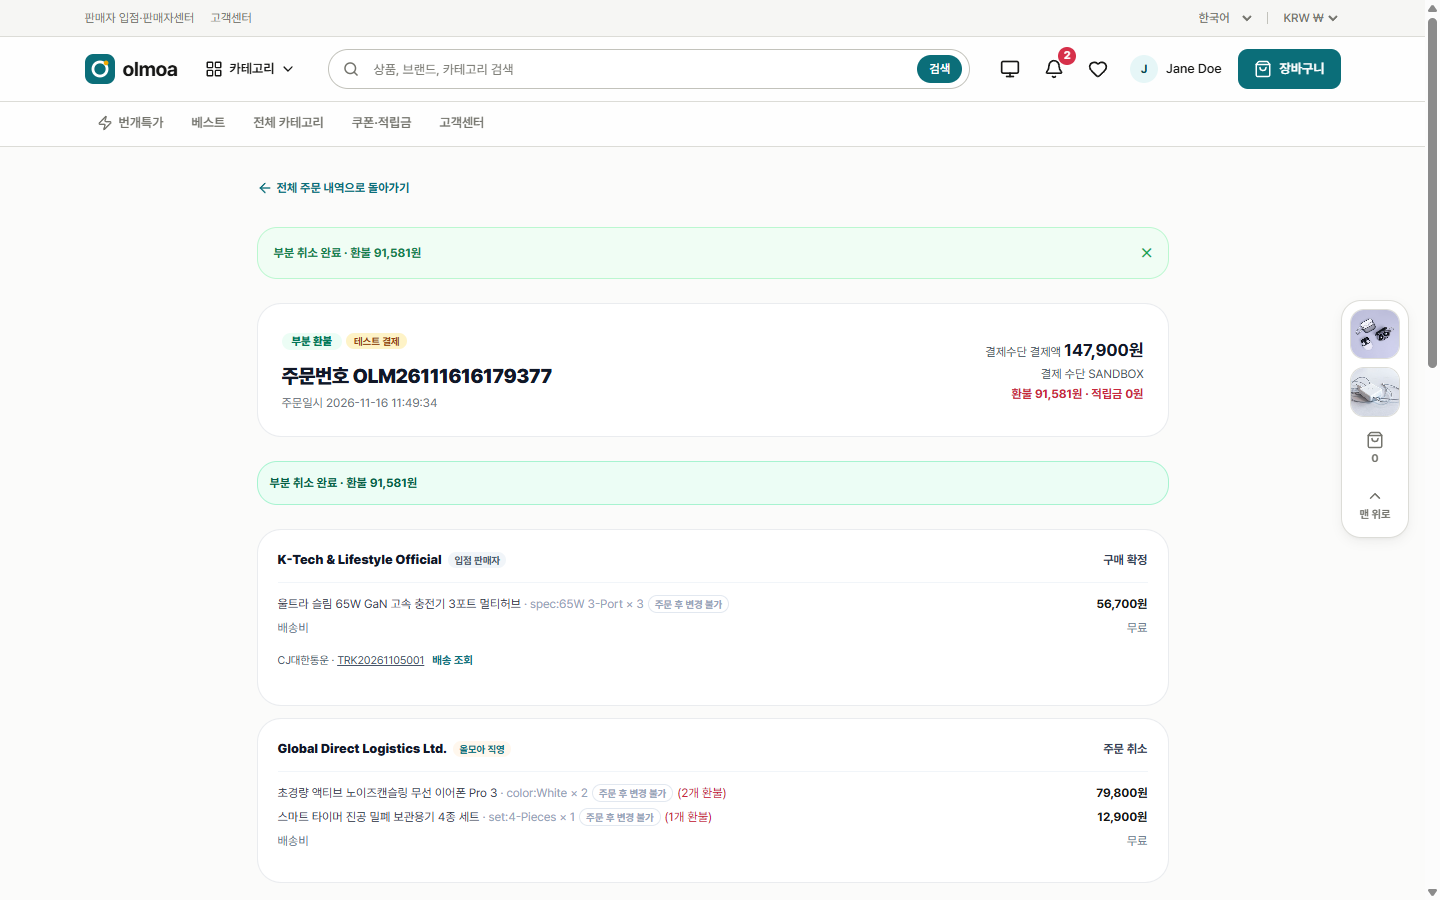 판매자 입점·판매자센터 고객센터 한국어 KRW ₩
olmoa 카테고리 상품, 브랜드, 카테고리 검색 검색 2 J Jane Doe 장바구니
번개특가 베스트 전체 카테고리 쿠폰·적립금 고객센터
전체 주문 내역으로 돌아가기
부분 취소 완료 · 환불 91,581원
부분 환불 테스트 결제
주문번호 OLM26111616179377
주문일시 2026-11-16 11:49:34
결제수단 결제액 147,900원
결제 수단 SANDBOX
환불 91,581원 · 적립금 0원
부분 취소 완료 · 환불 91,581원
K-Tech & Lifestyle Official 입점 판매자 구매 확정
울트라 슬림 65W GaN 고속 충전기 3포트 멀티허브 · spec:65W 3-Port × 3 주문 후 변경 불가 56,700원
배송비 무료
CJ대한통운 · TRK20261105001 배송 조회
Global Direct Logistics Ltd. 올모아 직영 주문 취소
초경량 액티브 노이즈캔슬링 무선 이어폰 Pro 3 · color:White × 2 주문 후 변경 불가 (2개 환불) 79,800원
스마트 타이머 진공 밀폐 보관용기 4종 세트 · set:4-Pieces × 1 주문 후 변경 불가 (1개 환불) 12,900원
배송비 무료
0
맨 위로